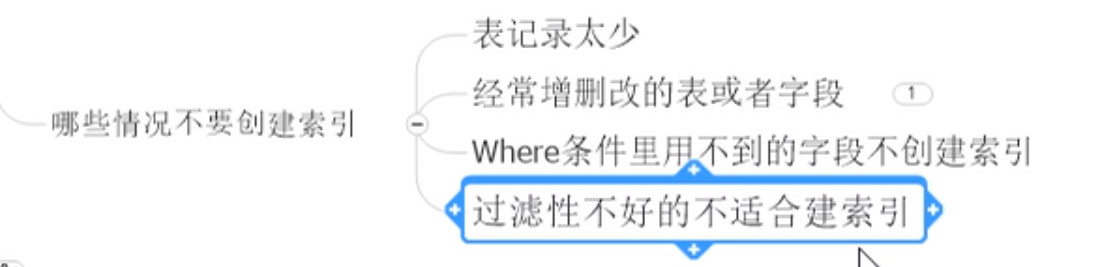 哪些情况不要创建索引
表记录太少
经常增删改的表或者字段
1
Where条件里用不到的字段不创建索引
过滤性不好的不适合建索引